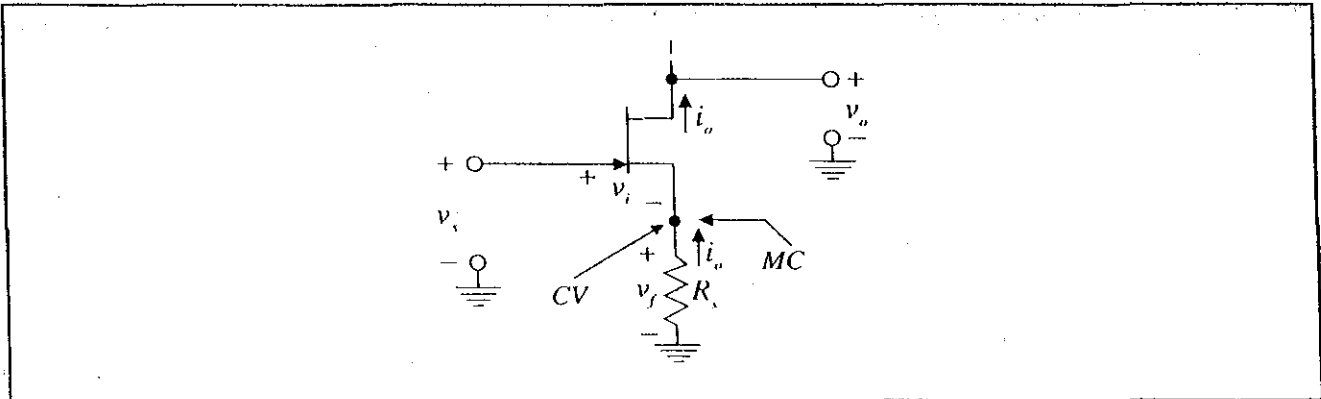 +
i_o
v_o
−
+
+
v_i
−
v_s
+
i_o
MC
−
CV
v_f
R_s
−